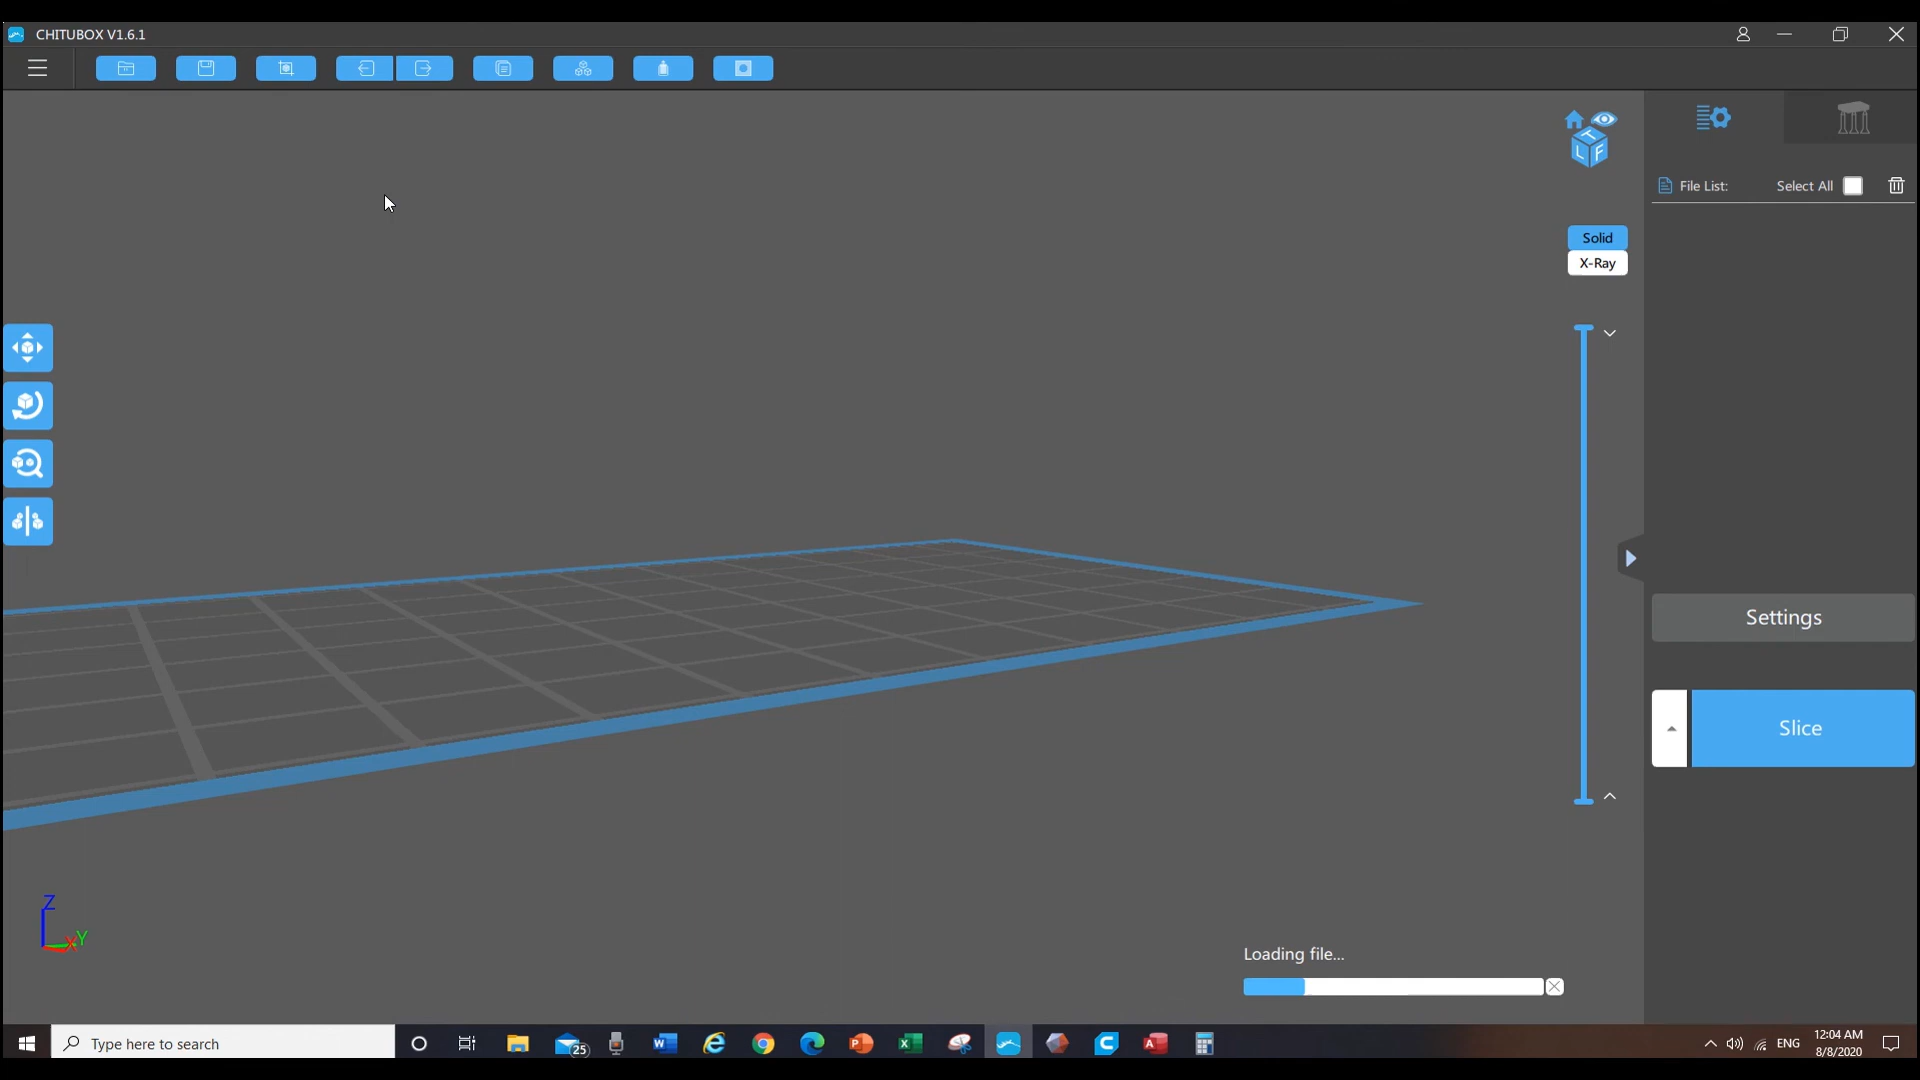 CHITUBOX V1.6.1
T
L F
File List: Select All
Solid
X-Ray
Settings
Slice
Z
X Y
Loading file...
Type here to search
25
ENG
12:04 AM
8/8/2020